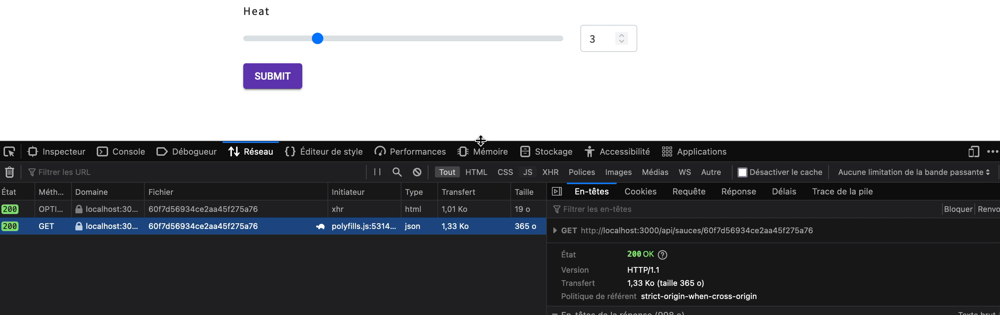 Heat
3
SUBMIT
Inspecteur Console Débogueur Réseau Éditeur de style Performances Mémoire Stockage Accessibilité Applications
Filtrer les URL Tout HTML CSS JS XHR Polices Images Médias WS Autre Désactiver le cache Aucune limitation de la bande passante
État Méth... Domaine Fichier Initiateur Type Transfert Taille En-têtes Cookies Requête Réponse Délais Trace de la pile
200 OPTI... localhost:30... 60f7d56934ce2aa45f275a76 xhr html 1,01 Ko 19 o Filtrer les en-têtes Bloquer Renvo
200 GET localhost:30... 60f7d56934ce2aa45f275a76 polyfills.js:5314... json 1,33 Ko 365 o
GET http://localhost:3000/api/sauces/60f7d56934ce2aa45f275a76
État 200 OK
Version HTTP/1.1
Transfert 1,33 Ko (taille 365 o)
Politique de référent strict-origin-when-cross-origin
En-têtes de la réponse (998 o) Texte brut